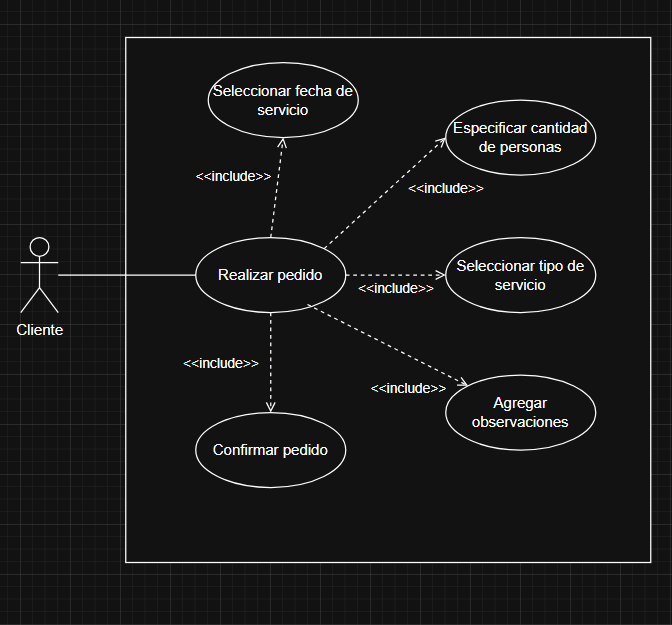 Seleccionar fecha de
servicio
Especificar cantidad
de personas
<<include>>
<<include>>
Realizar pedido
Seleccionar tipo de
servicio
<<include>>
Cliente
<<include>>
<<include>>
Agregar
observaciones
Confirmar pedido